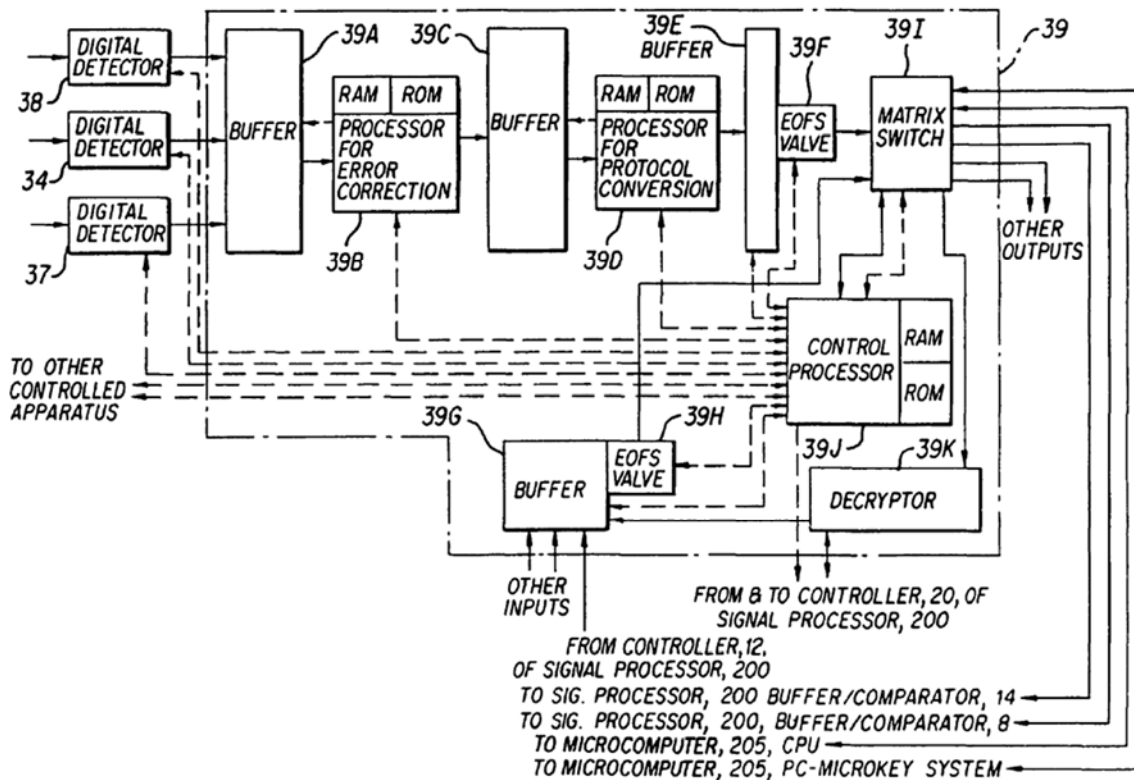 DIGITAL
DETECTOR
38
DIGITAL
DETECTOR
34
DIGITAL
DETECTOR
37
39A
BUFFER
RAM ROM
PROCESSOR
FOR
ERROR
CORRECTION
39B
39C
BUFFER
RAM ROM
PROCESSOR
FOR
PROTOCOL
CONVERSION
39D
39E
BUFFER
39F
EOFS
VALVE
39I
MATRIX
SWITCH
39
OTHER
OUTPUTS
CONTROL
PROCESSOR
RAM
ROM
39J
TO OTHER
CONTROLLED
APPARATUS
39G
BUFFER
39H
EOFS
VALVE
39K
DECRYPTOR
OTHER
INPUTS
FROM & TO CONTROLLER, 20, OF
SIGNAL PROCESSOR, 200
FROM CONTROLLER, 12,
OF SIGNAL PROCESSOR, 200
TO SIG. PROCESSOR, 200 BUFFER/COMPARATOR, 14
TO SIG. PROCESSOR, 200, BUFFER/COMPARATOR, 8
TO MICROCOMPUTER, 205, CPU
TO MICROCOMPUTER, 205, PC-MICROKEY SYSTEM